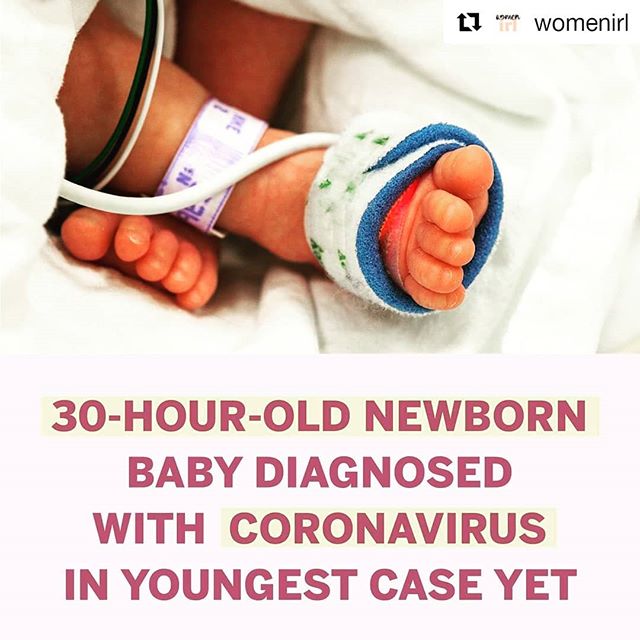 womenirl
30-HOUR-OLD NEWBORN
BABY DIAGNOSED
WITH CORONAVIRUS
IN YOUNGEST CASE YET